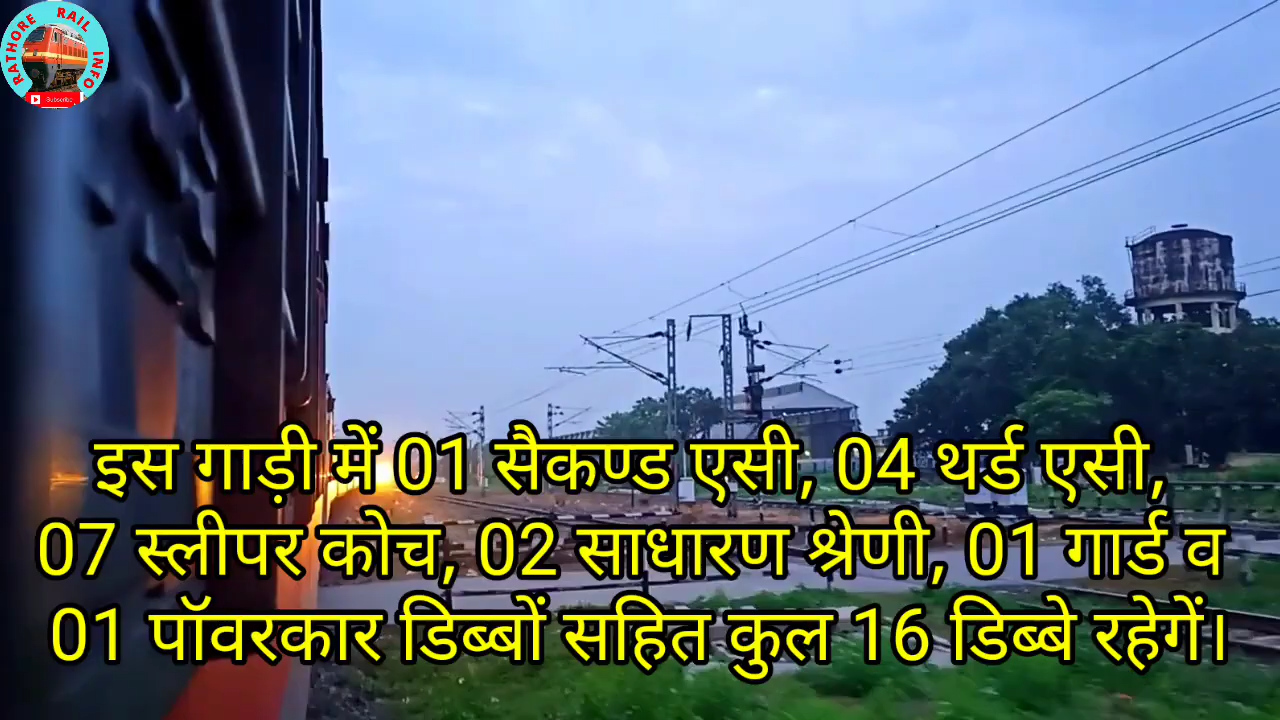 RATHORE RAIL INFO
Subscribe
इस गाड़ी में 01 सैकण्ड एसी, 04 थर्ड एसी,
07 स्लीपर कोच, 02 साधारण श्रेणी, 01 गार्ड व
01 पॉवरकार डिब्बों सहित कुल 16 डिब्बे रहेगें।